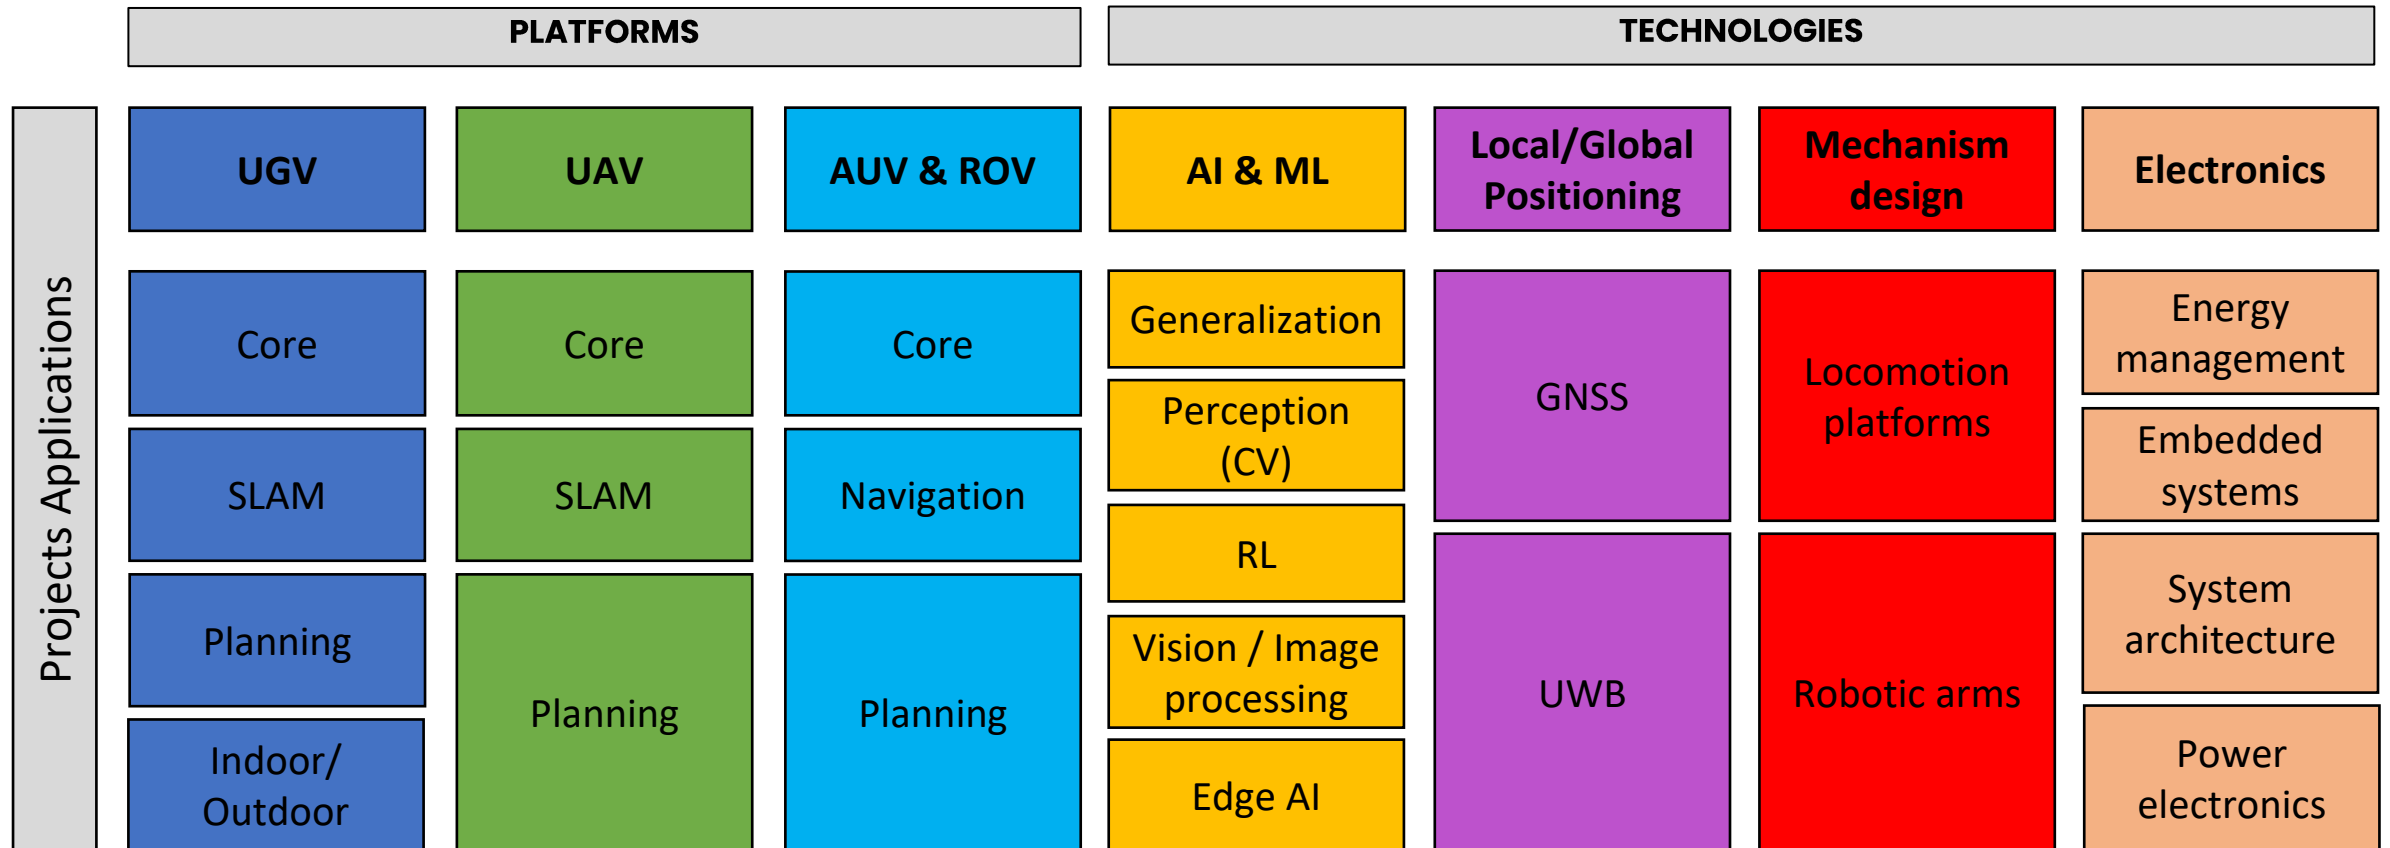 PLATFORMS
TECHNOLOGIES
Projects Applications
UGV
UAV
AUV & ROV
AI & ML
Local/Global
Positioning
Mechanism
design
Electronics
Core
SLAM
Planning
Indoor/
Outdoor
Core
SLAM
Planning
Core
Navigation
Planning
Generalization
Perception
(CV)
RL
Vision / Image
processing
Edge AI
GNSS
UWB
Locomotion
platforms
Robotic arms
Energy
management
Embedded
systems
System
architecture
Power
electronics